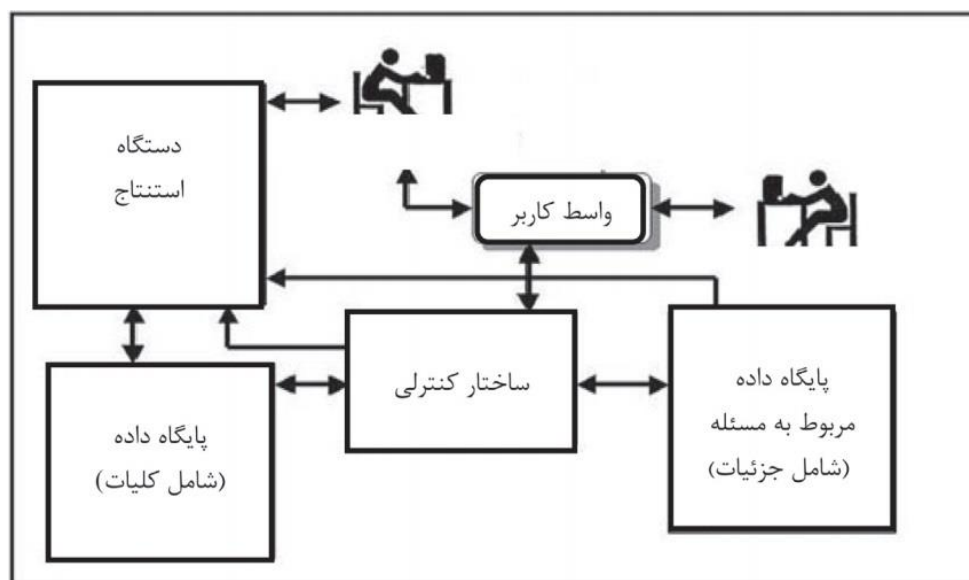 دستگاه
استنتاج
واسط کاربر
ساختار کنترلی
پایگاه داده
مربوط به مسئله
(شامل جزئیات)
پایگاه داده
(شامل کلیات)